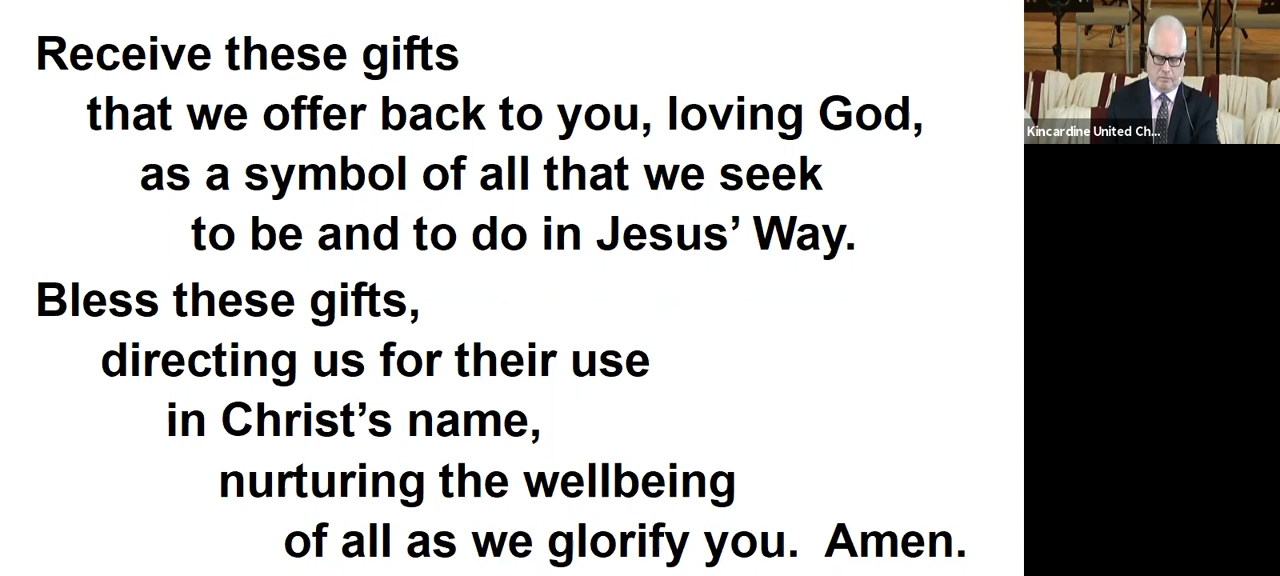 Receive these gifts
that we offer back to you, loving God,
as a symbol of all that we seek
to be and to do in Jesus’ Way.
Bless these gifts,
directing us for their use
in Christ’s name,
nurturing the wellbeing
of all as we glorify you.  Amen.
Kincardine United Ch...